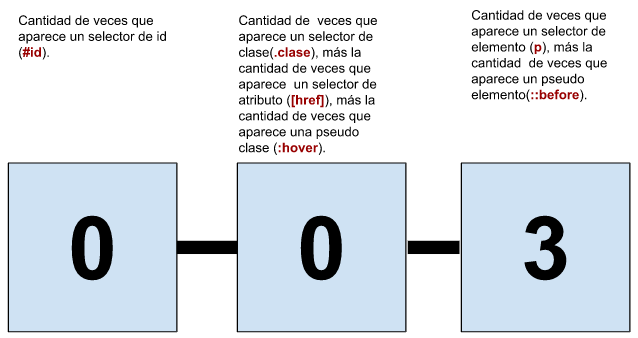 Cantidad de veces que
aparece un selector de id
(#id).
Cantidad de  veces que
aparece un selector de
clase(.clase), más la
cantidad de veces que
aparece  un selector de
atributo ([href]), más la
cantidad de veces que
aparece una pseudo
clase (:hover).
Cantidad de veces que
aparece un selector de
elemento (p), más la
cantidad  de veces que
aparece un pseudo
elemento(::before).
0
0
3